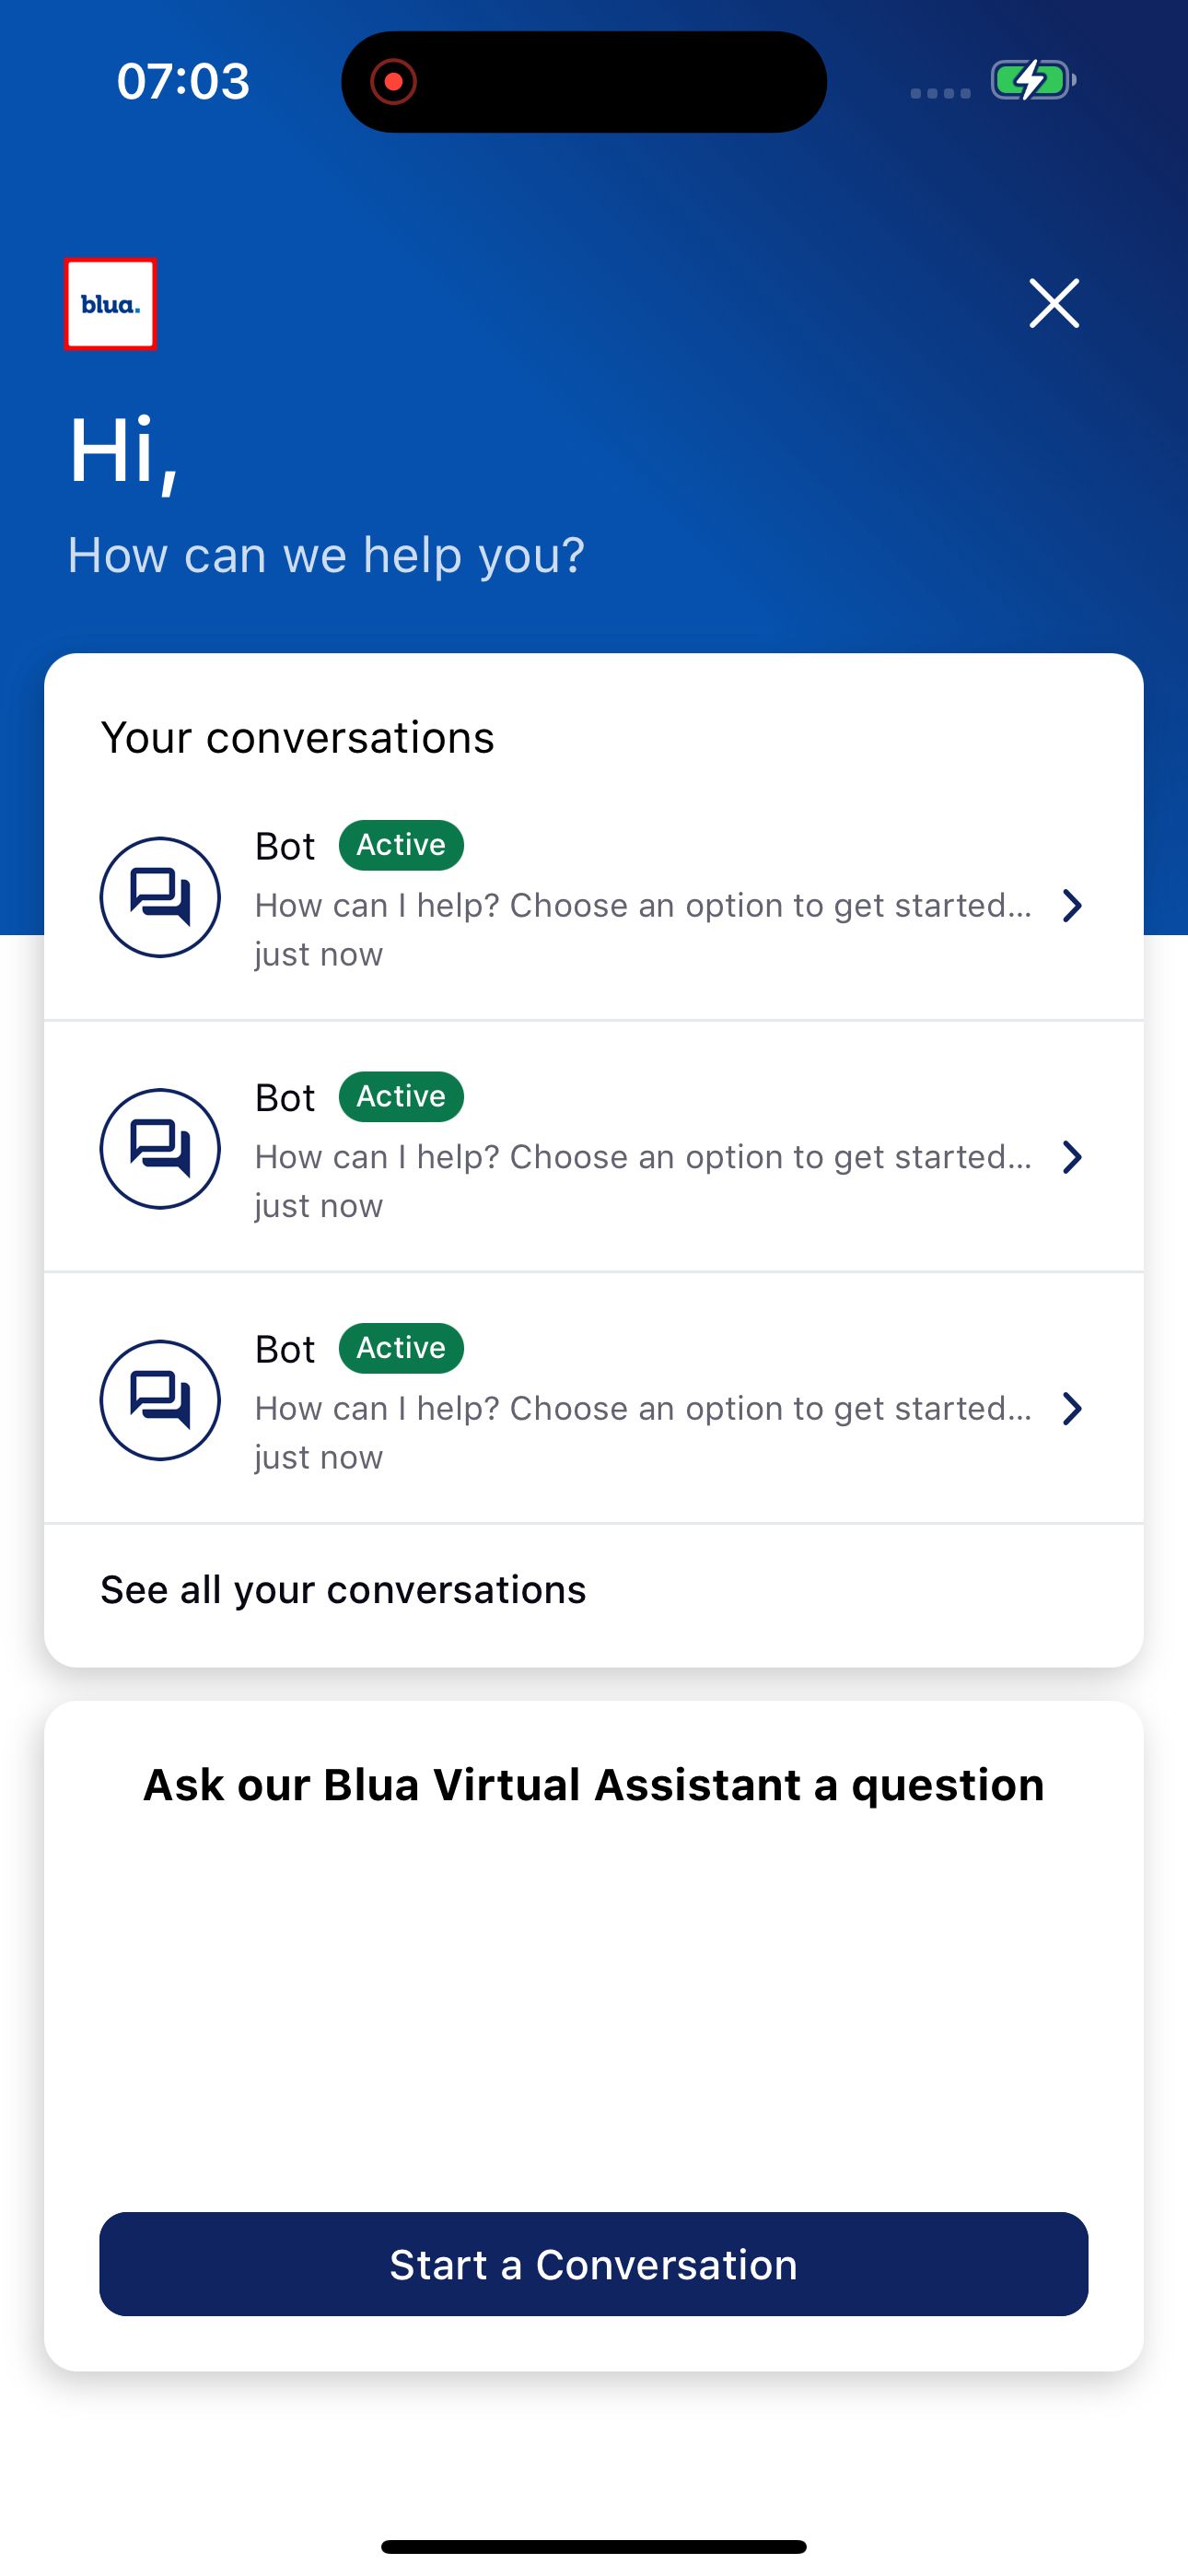 07:03
blua.
Hi,
How can we help you?
Your conversations
Bot Active
How can I help? Choose an option to get started...
just now
Bot Active
How can I help? Choose an option to get started...
just now
Bot Active
How can I help? Choose an option to get started...
just now
See all your conversations
Ask our Blua Virtual Assistant a question
Start a Conversation